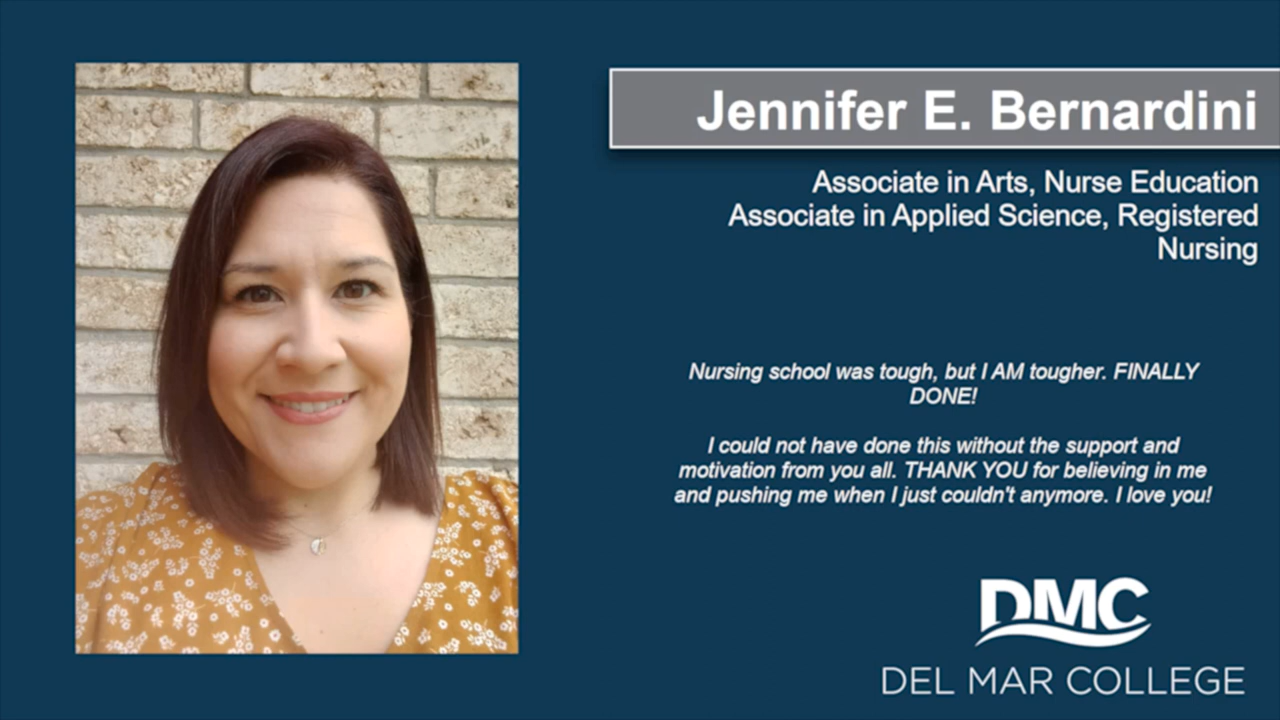 Jennifer E. Bernardini
Associate in Arts, Nurse Education
Associate in Applied Science, Registered
Nursing
Nursing school was tough, but I AM tougher. FINALLY
DONE!
I could not have done this without the support and
motivation from you all. THANK YOU for believing in me
and pushing me when I just couldn't anymore. I love you!
DMC
DEL MAR COLLEGE